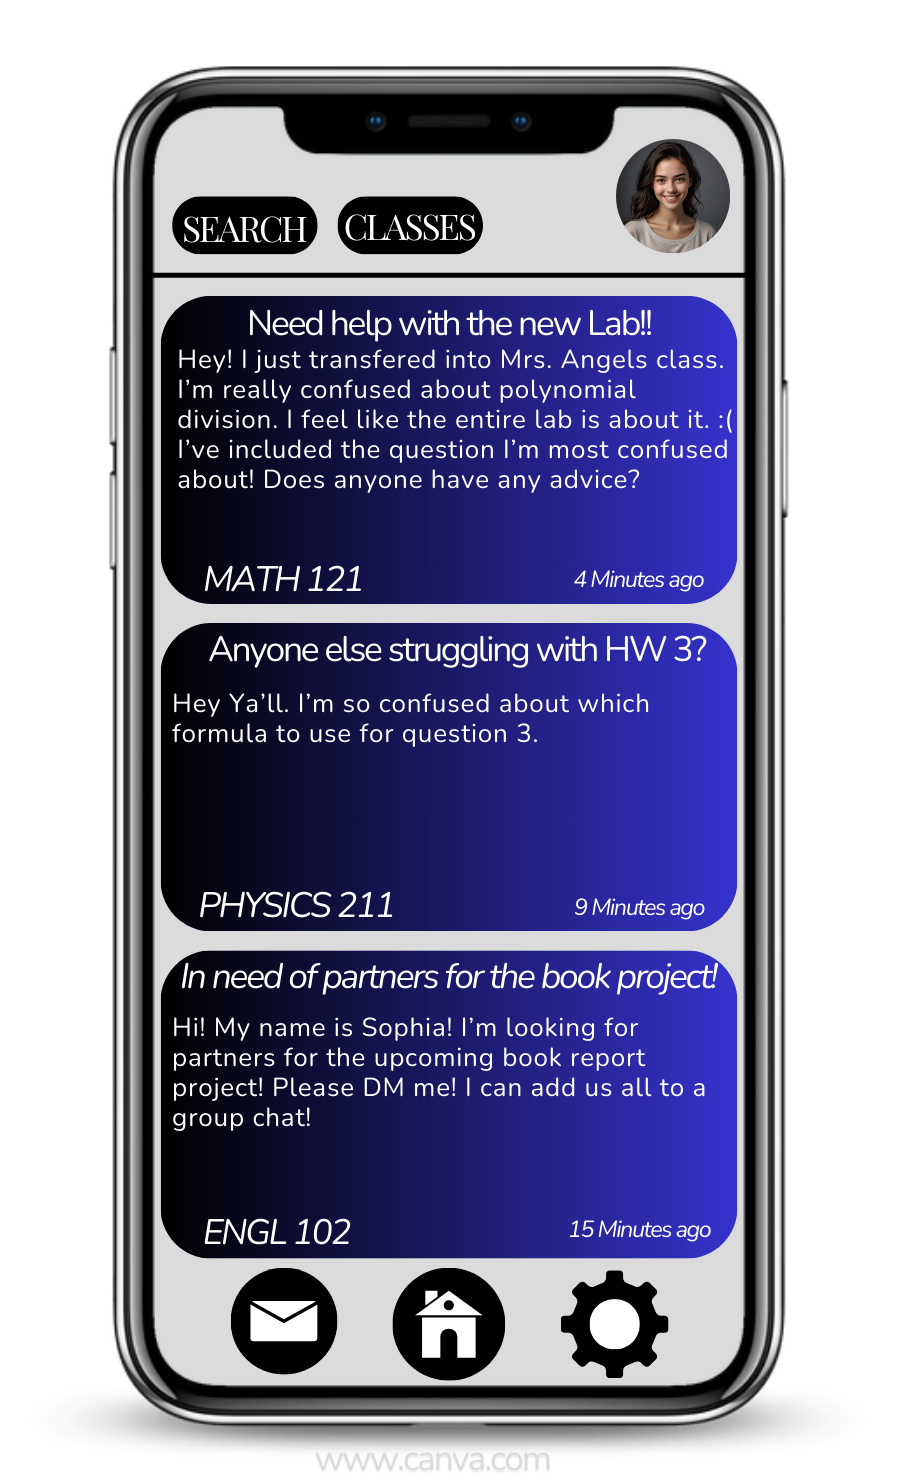 SEARCH CLASSES
Need help with the new Lab!!
Hey! I just transfered into Mrs. Angels class.
I'm really confused about polynomial
division. I feel like the entire lab is about it. :(
I've included the question I'm most confused
about! Does anyone have any advice?
MATH 121 4 Minutes ago
Anyone else struggling with HW 3?
Hey Ya'll. I'm so confused about which
formula to use for question 3.
PHYSICS 211 9 Minutes ago
In need of partners for the book project!
Hi! My name is Sophia! I'm looking for
partners for the upcoming book report
project! Please DM me! I can add us all to a
group chat!
ENGL 102 15 Minutes ago
www.canva.com